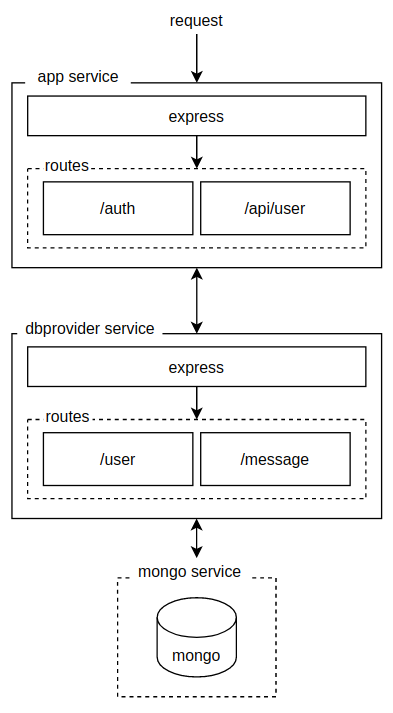 request
app service
express
routes
/auth
/api/user
dbprovider service
express
routes
/user
/message
mongo service
mongo